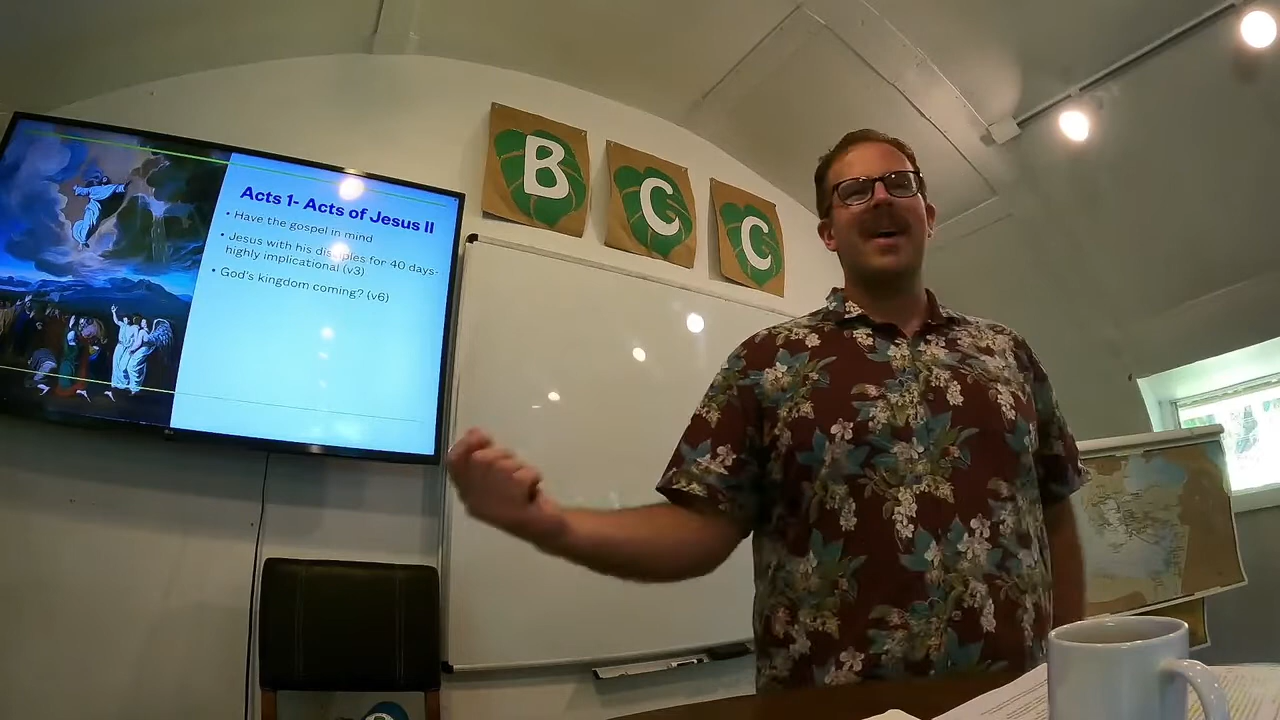 Acts 1- Acts of Jesus II
• Have the gospel in mind
• Jesus with his disciples for 40 days-
highly implicational (v3)
• God's kingdom coming? (v6)
B
C
C